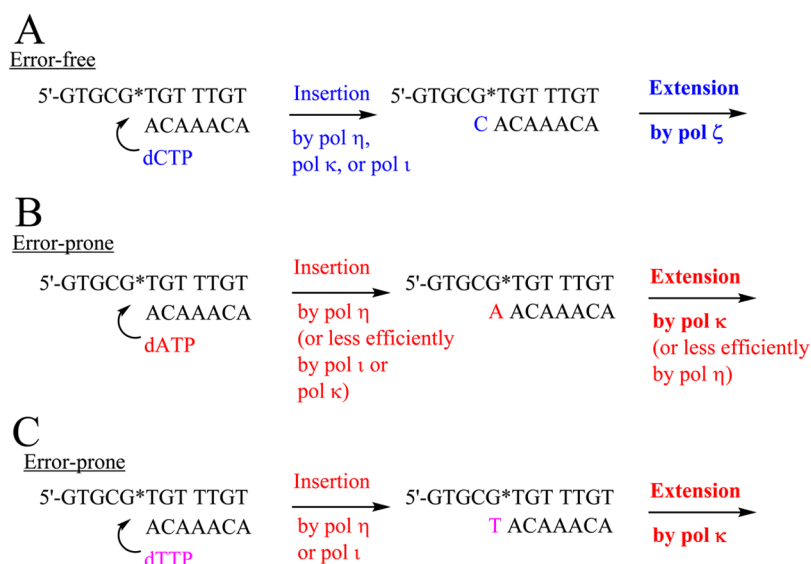 A
Error-free
5'-GTGCG*TGT TTGT
ACAAACA
dCTP
Insertion
by pol η,
pol κ, or pol ι
5'-GTGCG*TGT TTGT
C ACAAACA
Extension
by pol ζ
B
Error-prone
5'-GTGCG*TGT TTGT
ACAAACA
dATP
Insertion
by pol η
(or less efficiently
by pol ι or
pol κ)
5'-GTGCG*TGT TTGT
A ACAAACA
Extension
by pol κ
(or less efficiently
by pol η)
C
Error-prone
5'-GTGCG*TGT TTGT
ACAAACA
dTTP
Insertion
by pol η
or pol ι
5'-GTGCG*TGT TTGT
T ACAAACA
Extension
by pol κ